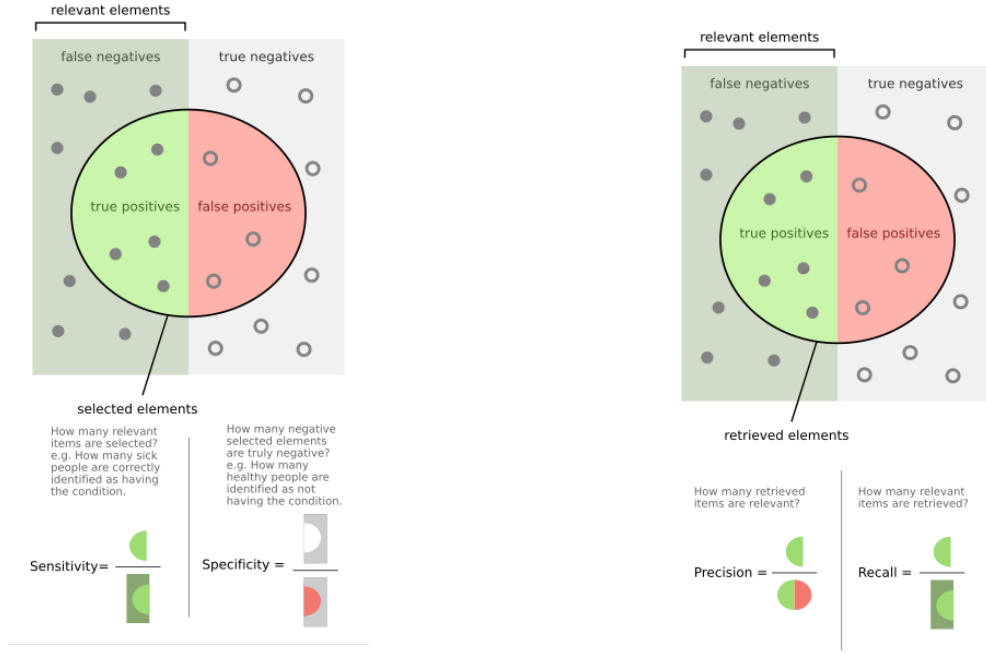 relevant elements
false negatives
true negatives
true positives
false positives
selected elements
How many relevant
items are selected?
e.g. How many sick
people are correctly
identified as having
the condition.
How many negative
selected elements
are truly negative?
e.g. How many
healthy people are
identified as not
having the condition.
Sensitivity=
Specificity =
relevant elements
false negatives
true negatives
true positives
false positives
retrieved elements
How many retrieved
items are relevant?
How many relevant
items are retrieved?
Precision =
Recall =